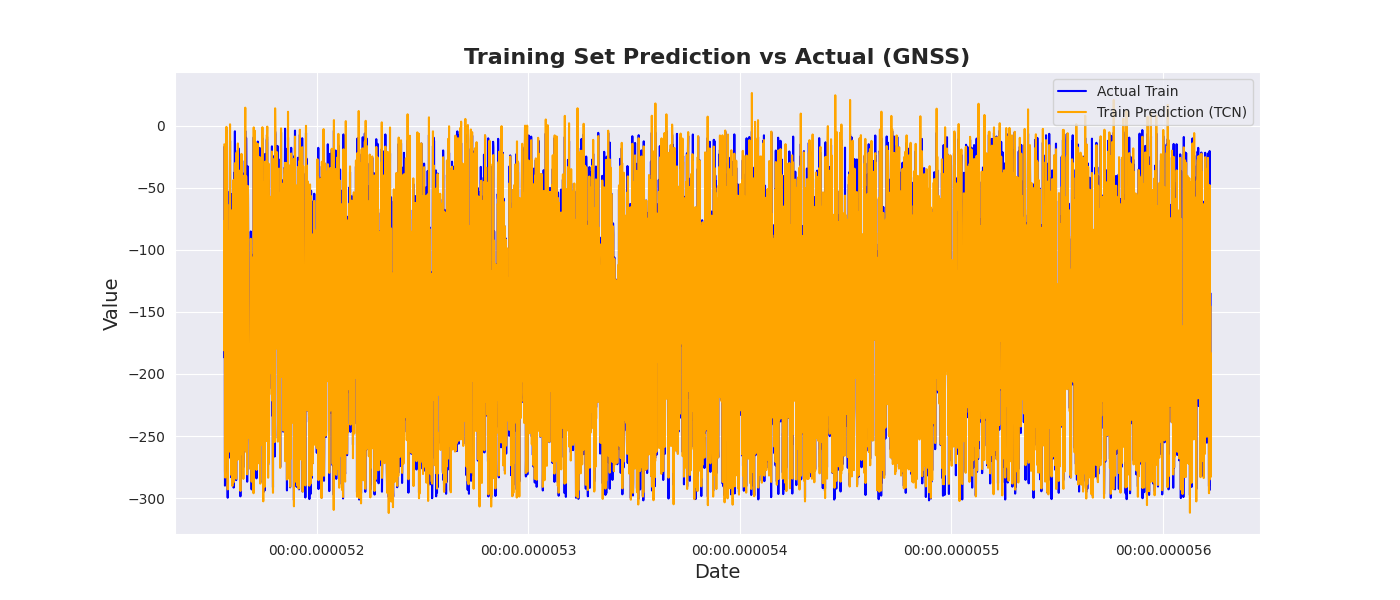 Training Set Prediction vs Actual (GNSS)
Actual Train
Train Prediction (TCN)
Value
0
−50
−100
−150
−200
−250
−300
00:00.000052
00:00.000053
00:00.000054
00:00.000055
00:00.000056
Date